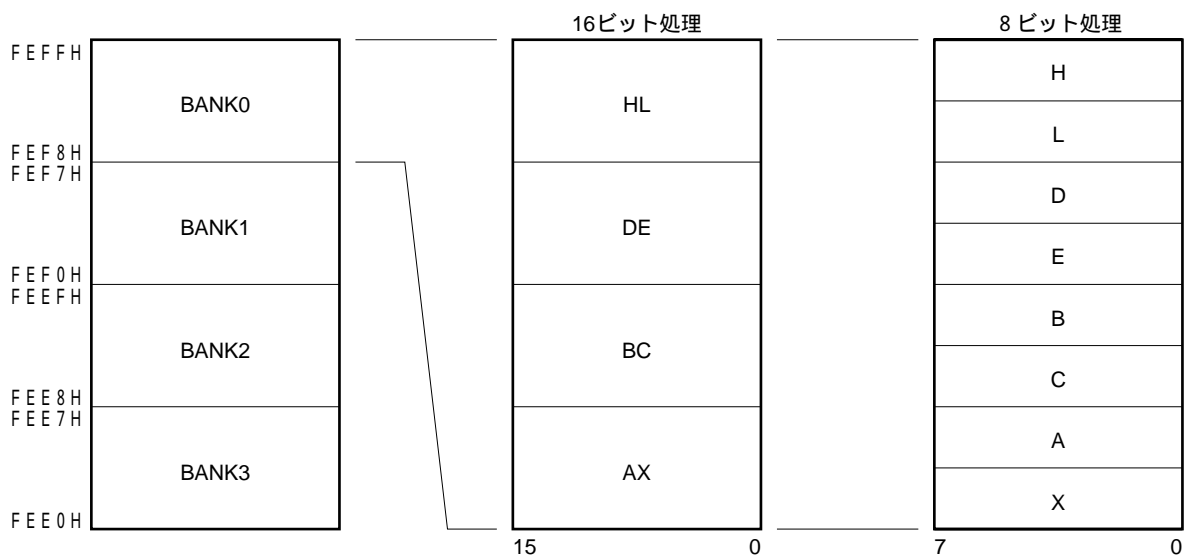 16ビット処理
8 ビット処理
FEFFH
BANK0
HL
H
L
FEF8H
FEF7H
BANK1
DE
D
E
FEF0H
FEEFH
BANK2
BC
B
C
FEE8H
FEE7H
BANK3
AX
A
X
FEE0H
15 0
7 0